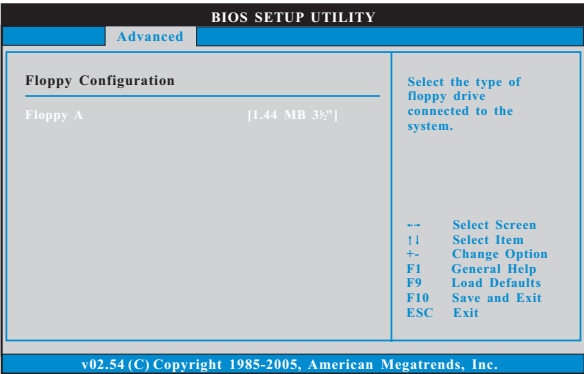 BIOS SETUP UTILITY
Advanced
Floppy Configuration
Floppy A [1.44 MB 3½"]
Select the type of
floppy drive
connected to the
system.
←→ Select Screen
↑↓ Select Item
+- Change Option
F1 General Help
F9 Load Defaults
F10 Save and Exit
ESC Exit
v02.54 (C) Copyright 1985-2005, American Megatrends, Inc.